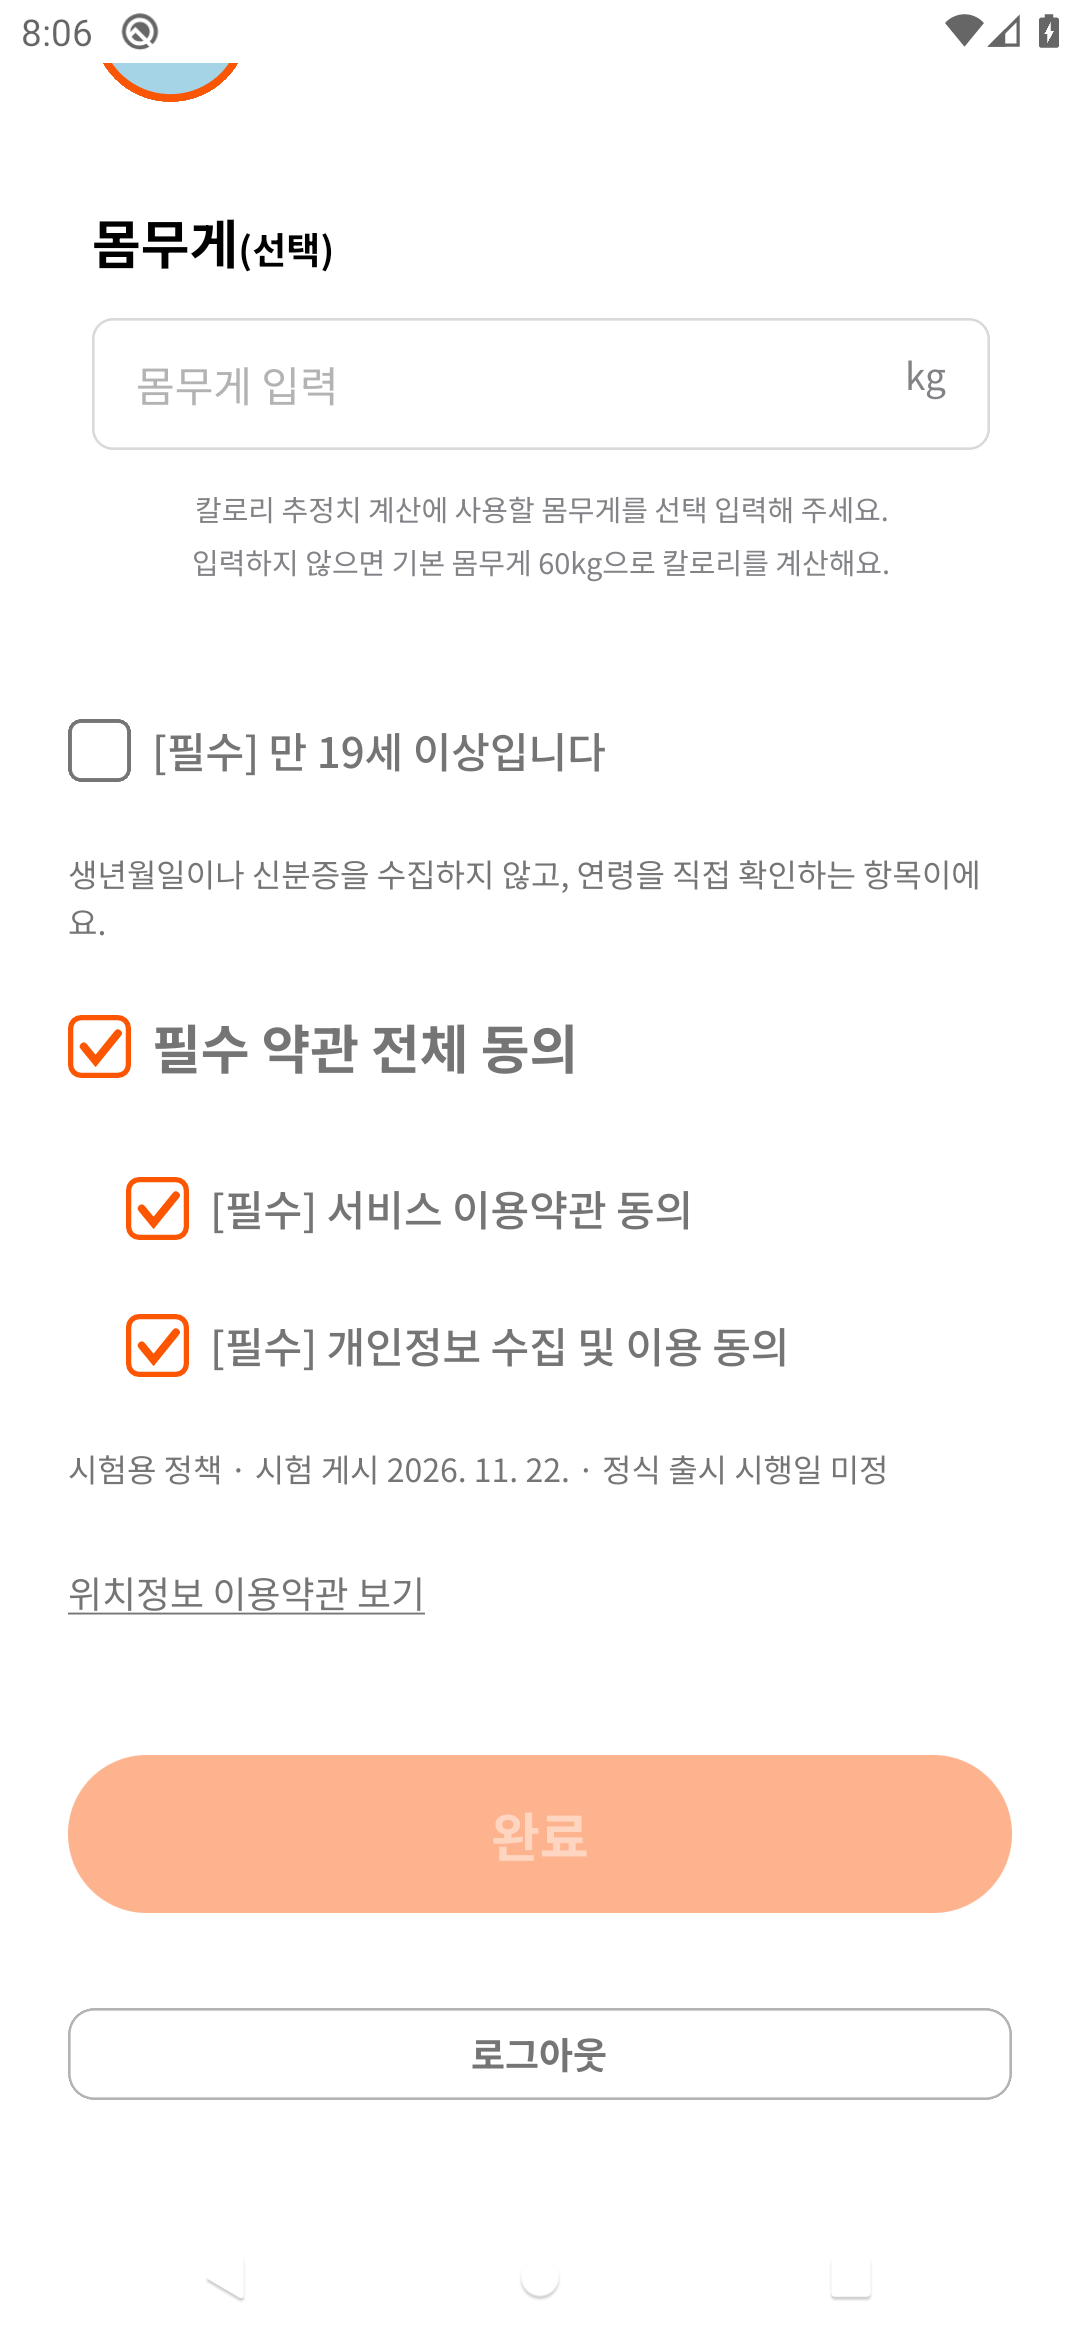 8:06
몸무게(선택)
몸무게 입력 kg
칼로리 추정치 계산에 사용할 몸무게를 선택 입력해 주세요.
입력하지 않으면 기본 몸무게 60kg으로 칼로리를 계산해요.
[필수] 만 19세 이상입니다
생년월일이나 신분증을 수집하지 않고, 연령을 직접 확인하는 항목이에
요.
필수 약관 전체 동의
[필수] 서비스 이용약관 동의
[필수] 개인정보 수집 및 이용 동의
시험용 정책 · 시험 게시 2026. 11. 22. · 정식 출시 시행일 미정
위치정보 이용약관 보기
완료
로그아웃